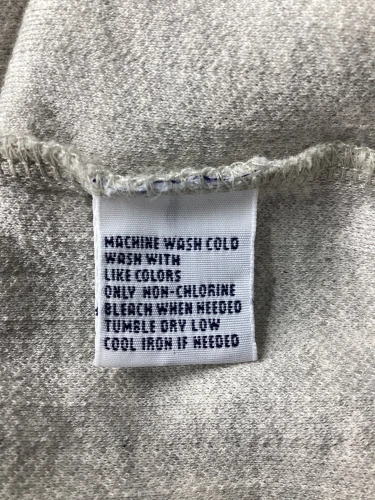 MACHINE WASH COLD
WASH WITH
LIKE COLORS
ONLY NON-CHLORINE
BLEACH WHEN NEEDED
TUMBLE DRY LOW
COOL IRON IF NEEDED